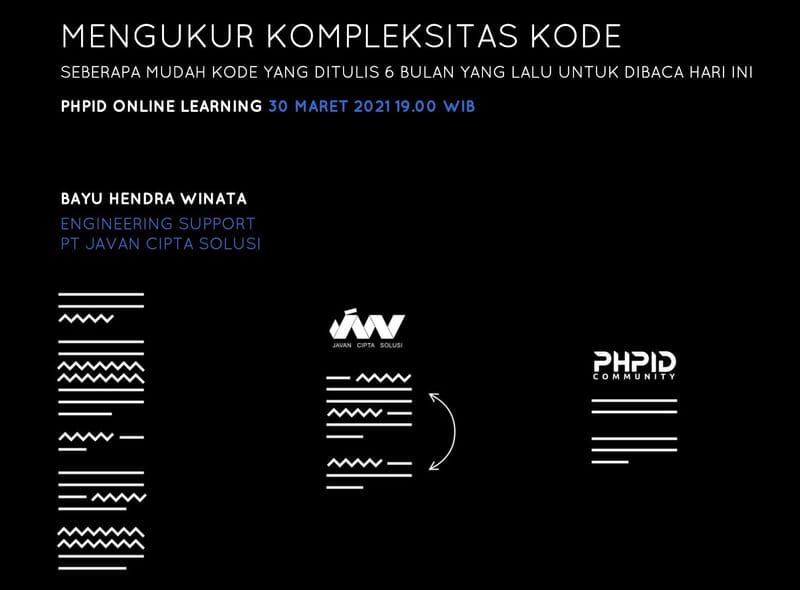 MENGUKUR KOMPLEKSITAS KODE
SEBERAPA MUDAH KODE YANG DITULIS 6 BULAN YANG LALU UNTUK DIBACA HARI INI
PHPID ONLINE LEARNING 30 MARET 2021 19.00 WIB
BAYU HENDRA WINATA
ENGINEERING SUPPORT
PT JAVAN CIPTA SOLUSI
JAVAN CIPTA SOLUSI
PHPID
COMMUNITY